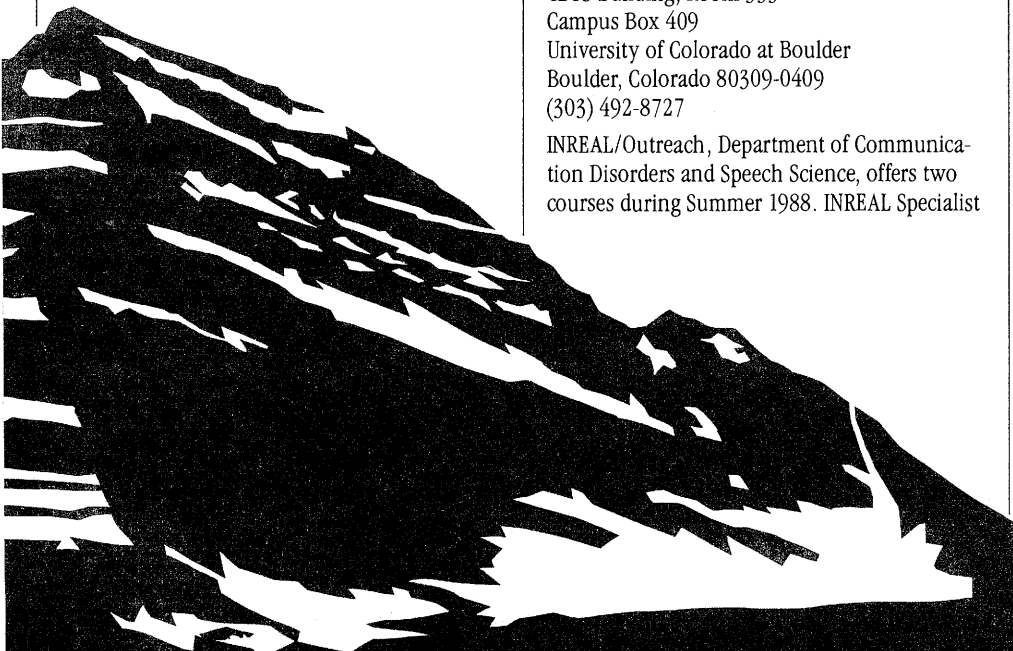 Campus Box 409
University of Colorado at Boulder
Boulder, Colorado 80309-0409
(303) 492-8727
INREAL/Outreach, Department of Communica-
tion Disorders and Speech Science, offers two
courses during Summer 1988. INREAL Specialist